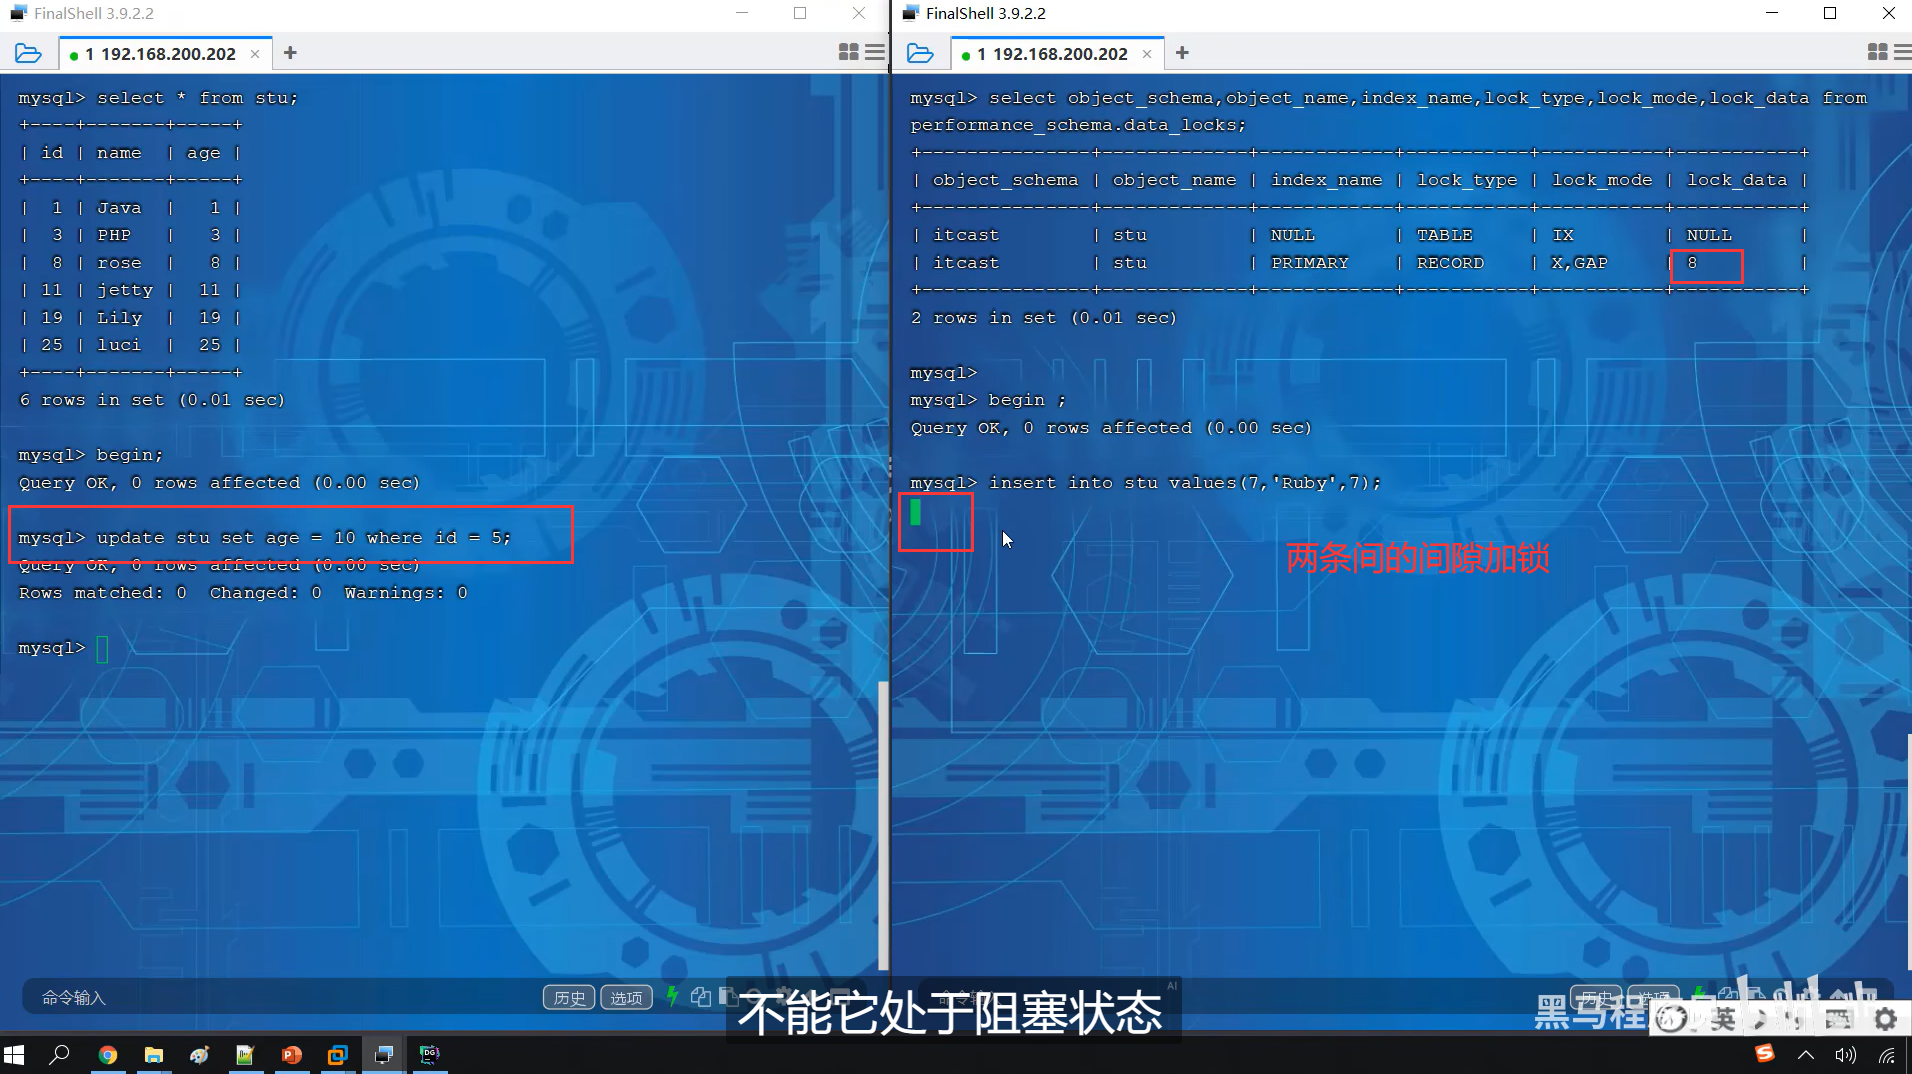 FinalShell 3.9.2.2
1 192.168.200.202
mysql> select * from stu;
+----+-------+-----+
| id | name  | age |
+----+-------+-----+
|  1 | Java  |   1 |
|  3 | PHP   |   3 |
|  8 | rose  |   8 |
| 11 | jetty |  11 |
| 19 | Lily  |  19 |
| 25 | luci  |  25 |
+----+-------+-----+
6 rows in set (0.01 sec)
mysql> begin;
Query OK, 0 rows affected (0.00 sec)
mysql> update stu set age = 10 where id = 5;
Query OK, 0 rows affected (0.00 sec)
Rows matched: 0  Changed: 0  Warnings: 0
mysql>
命令输入
历史 选项
FinalShell 3.9.2.2
1 192.168.200.202
mysql> select object_schema,object_name,index_name,lock_type,lock_mode,lock_data from
performance_schema.data_locks;
+---------------+-------------+------------+-----------+-----------+-----------+
| object_schema | object_name | index_name | lock_type | lock_mode | lock_data |
+---------------+-------------+------------+-----------+-----------+-----------+
| itcast        | stu         | NULL       | TABLE     | IX        | NULL      |
| itcast        | stu         | PRIMARY    | RECORD    | X,GAP     | 8         |
+---------------+-------------+------------+-----------+-----------+-----------+
2 rows in set (0.01 sec)
mysql>
mysql> begin ;
Query OK, 0 rows affected (0.00 sec)
mysql> insert into stu values(7,'Ruby',7);
两条间的间隙加锁
AI
不能它处于阻塞状态
历史 选项
黑马程
英